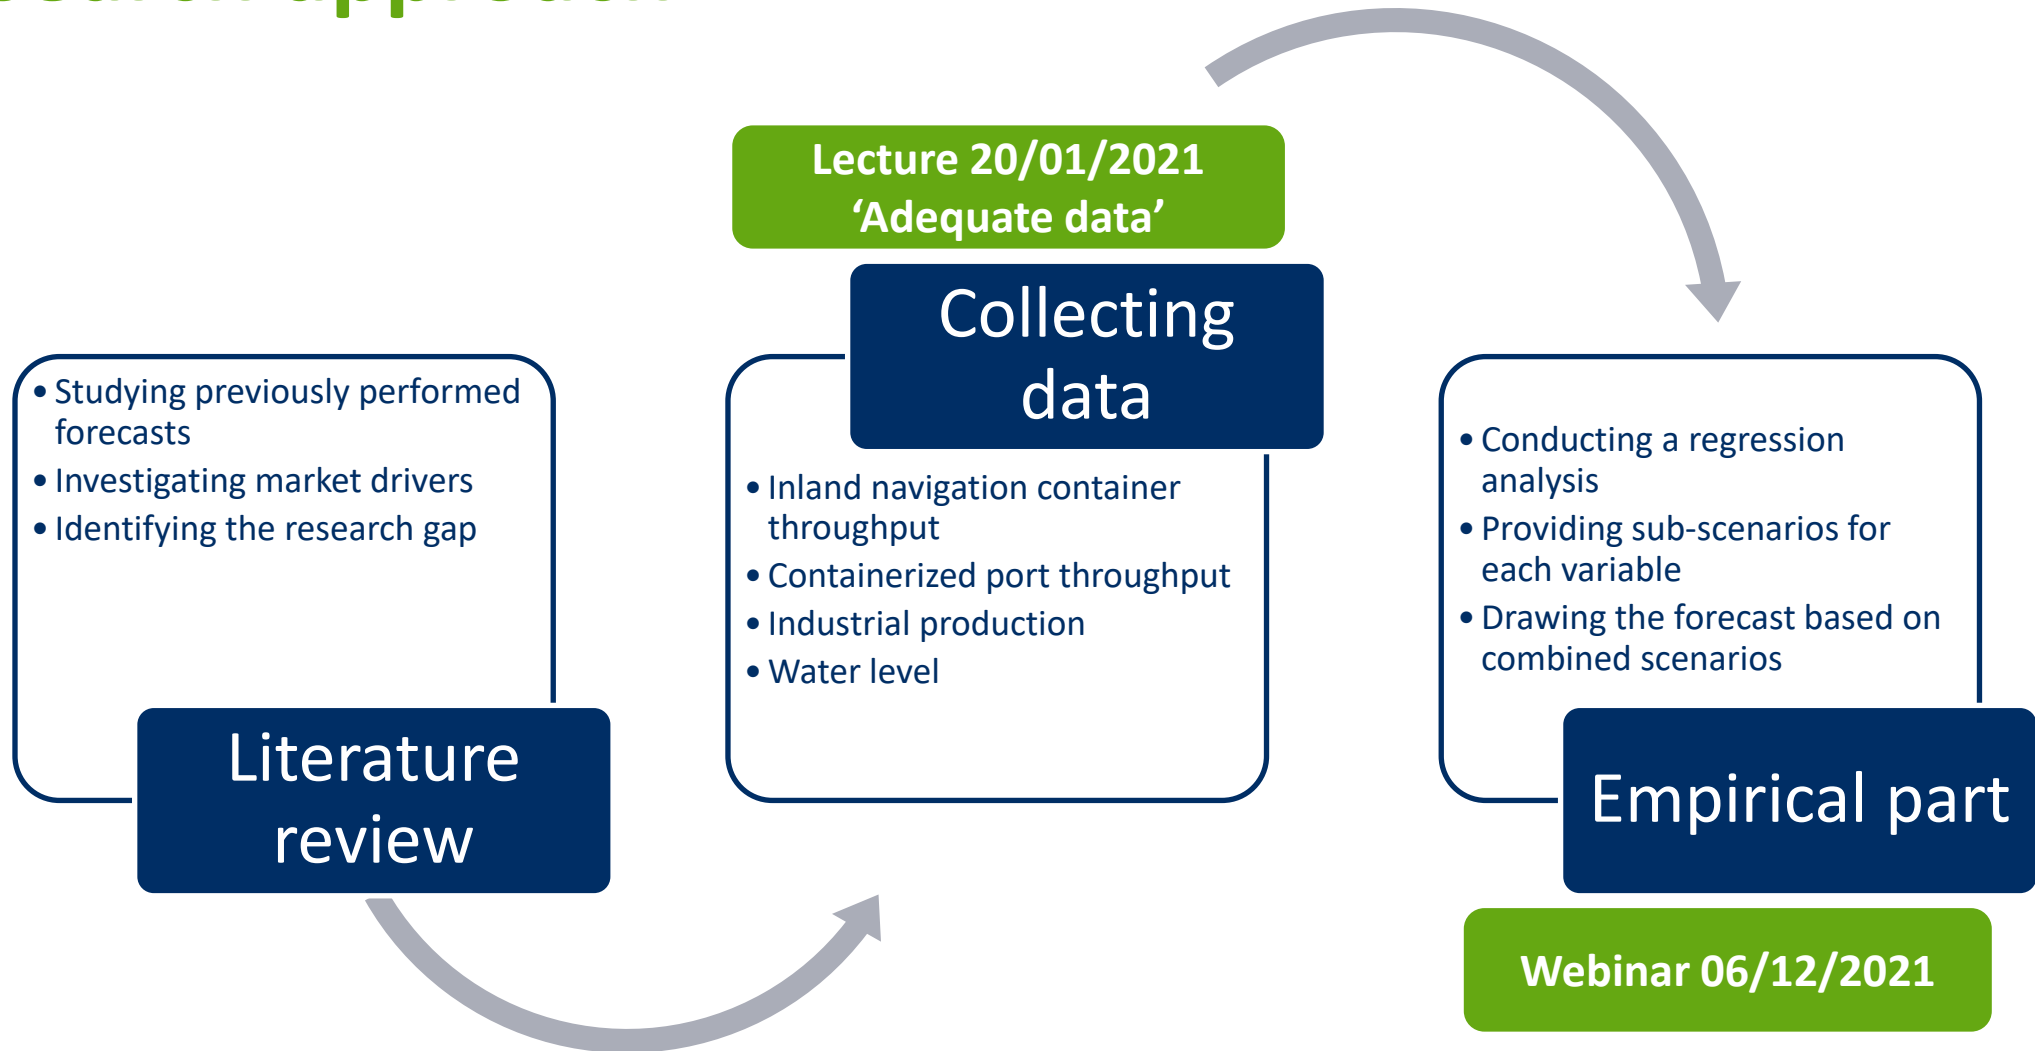 Lecture 20/01/2021
‘Adequate data’
Collecting
data
• Studying previously performed
forecasts
• Investigating market drivers
• Identifying the research gap
Literature
review
• Inland navigation container
throughput
• Containerized port throughput
• Industrial production
• Water level
• Conducting a regression
analysis
• Providing sub-scenarios for
each variable
• Drawing the forecast based on
combined scenarios
Empirical part
Webinar 06/12/2021